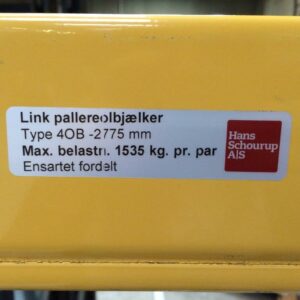 Link pallereolbjælker
Type 4OB -2775 mm
Max. belastn. 1535 kg. pr. par
Ensartet fordelt
Hans
Schourup
A|S